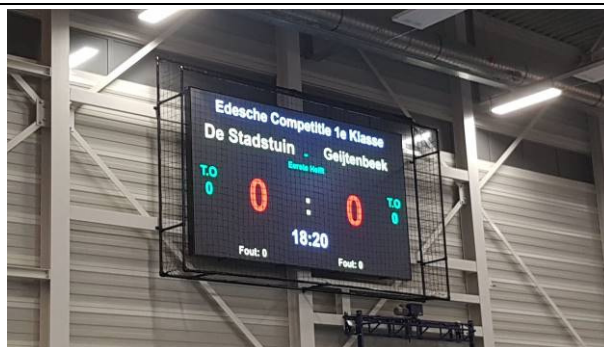 Edesche Competitie 1e Klasse
De Stadstuin - Geijtenbeek
Eerste Helft
T.O T.O
0 0 : 0 0
18:20
Fout: 0 Fout: 0